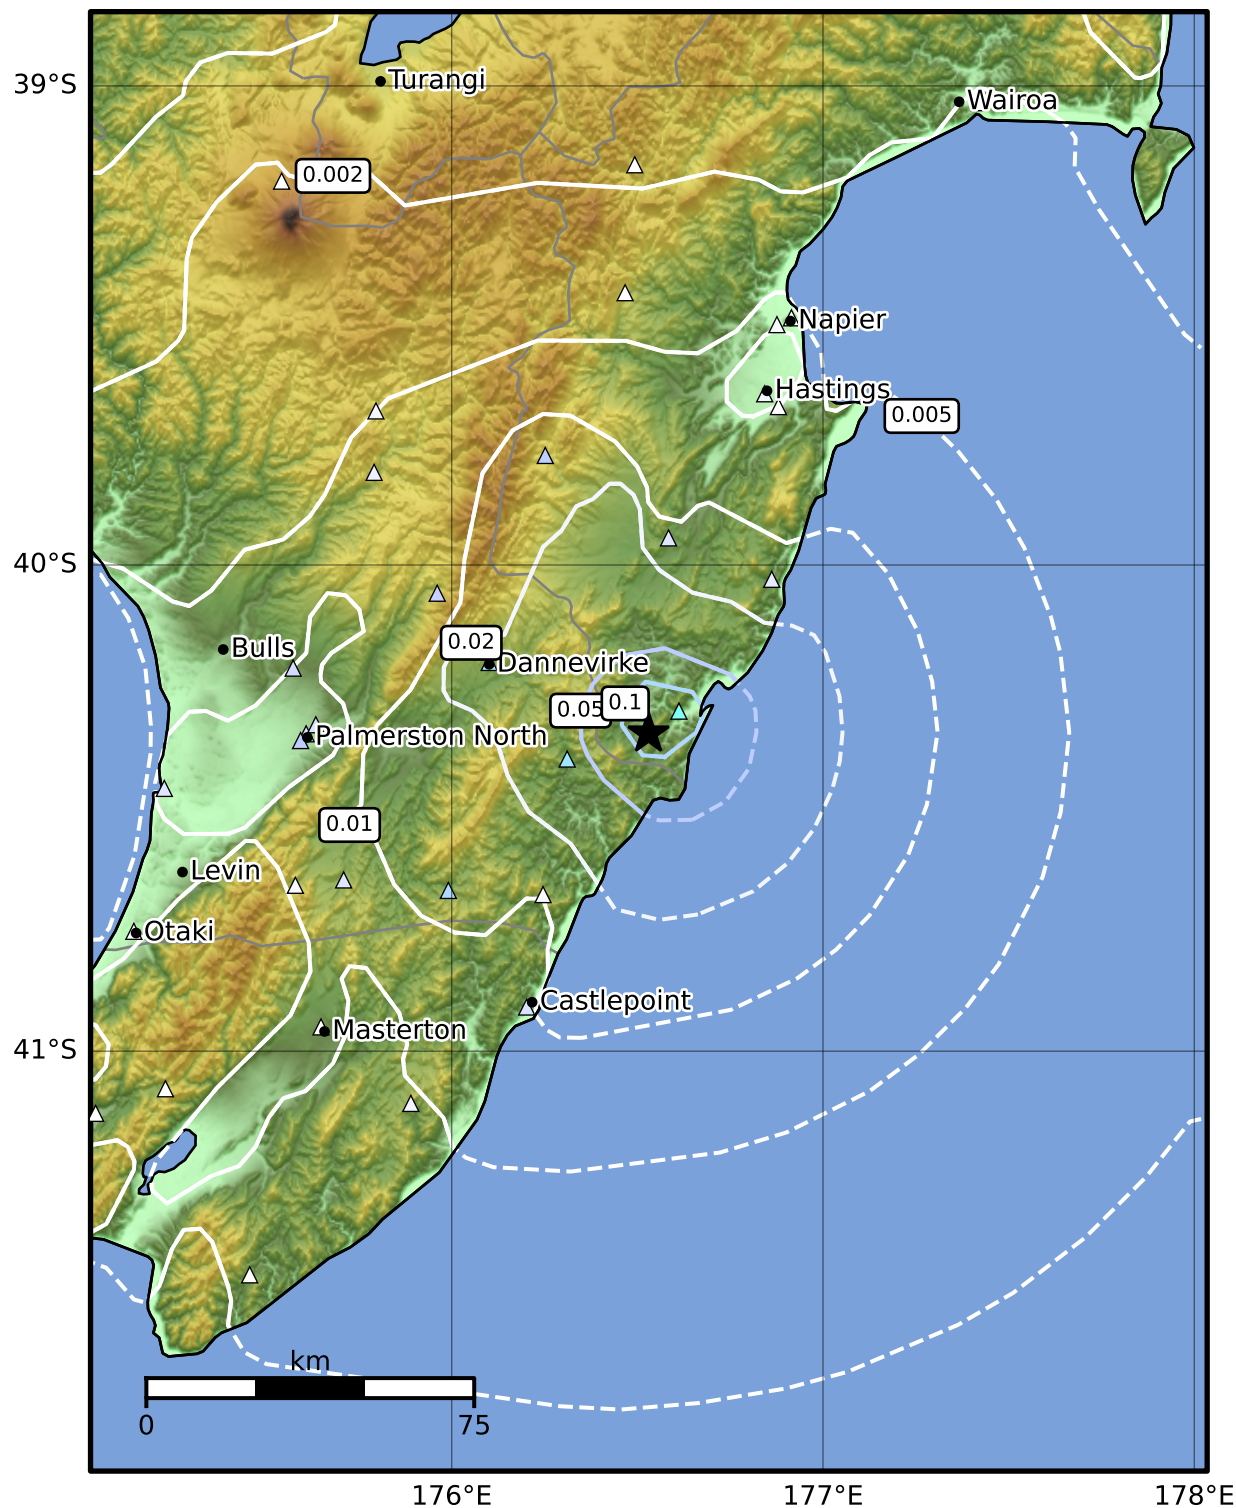 Turangi
39°S
Wairoa
0.002
Napier
Hastings
0.005
40°S
0.02
Bulls
Dannevirke
0.05
0.1
Palmerston North
0.01
Levin
Otaki
Castlepoint
Masterton
41°S
km
0
75
176°E
177°E
178°E